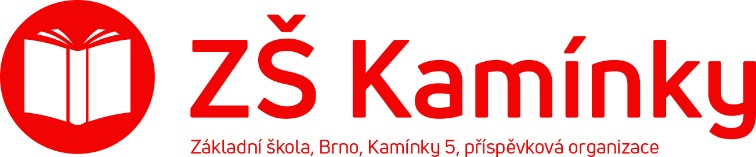 ZŠ Kamínky
Základní škola, Brno, Kamínky 5, příspěvková organizace